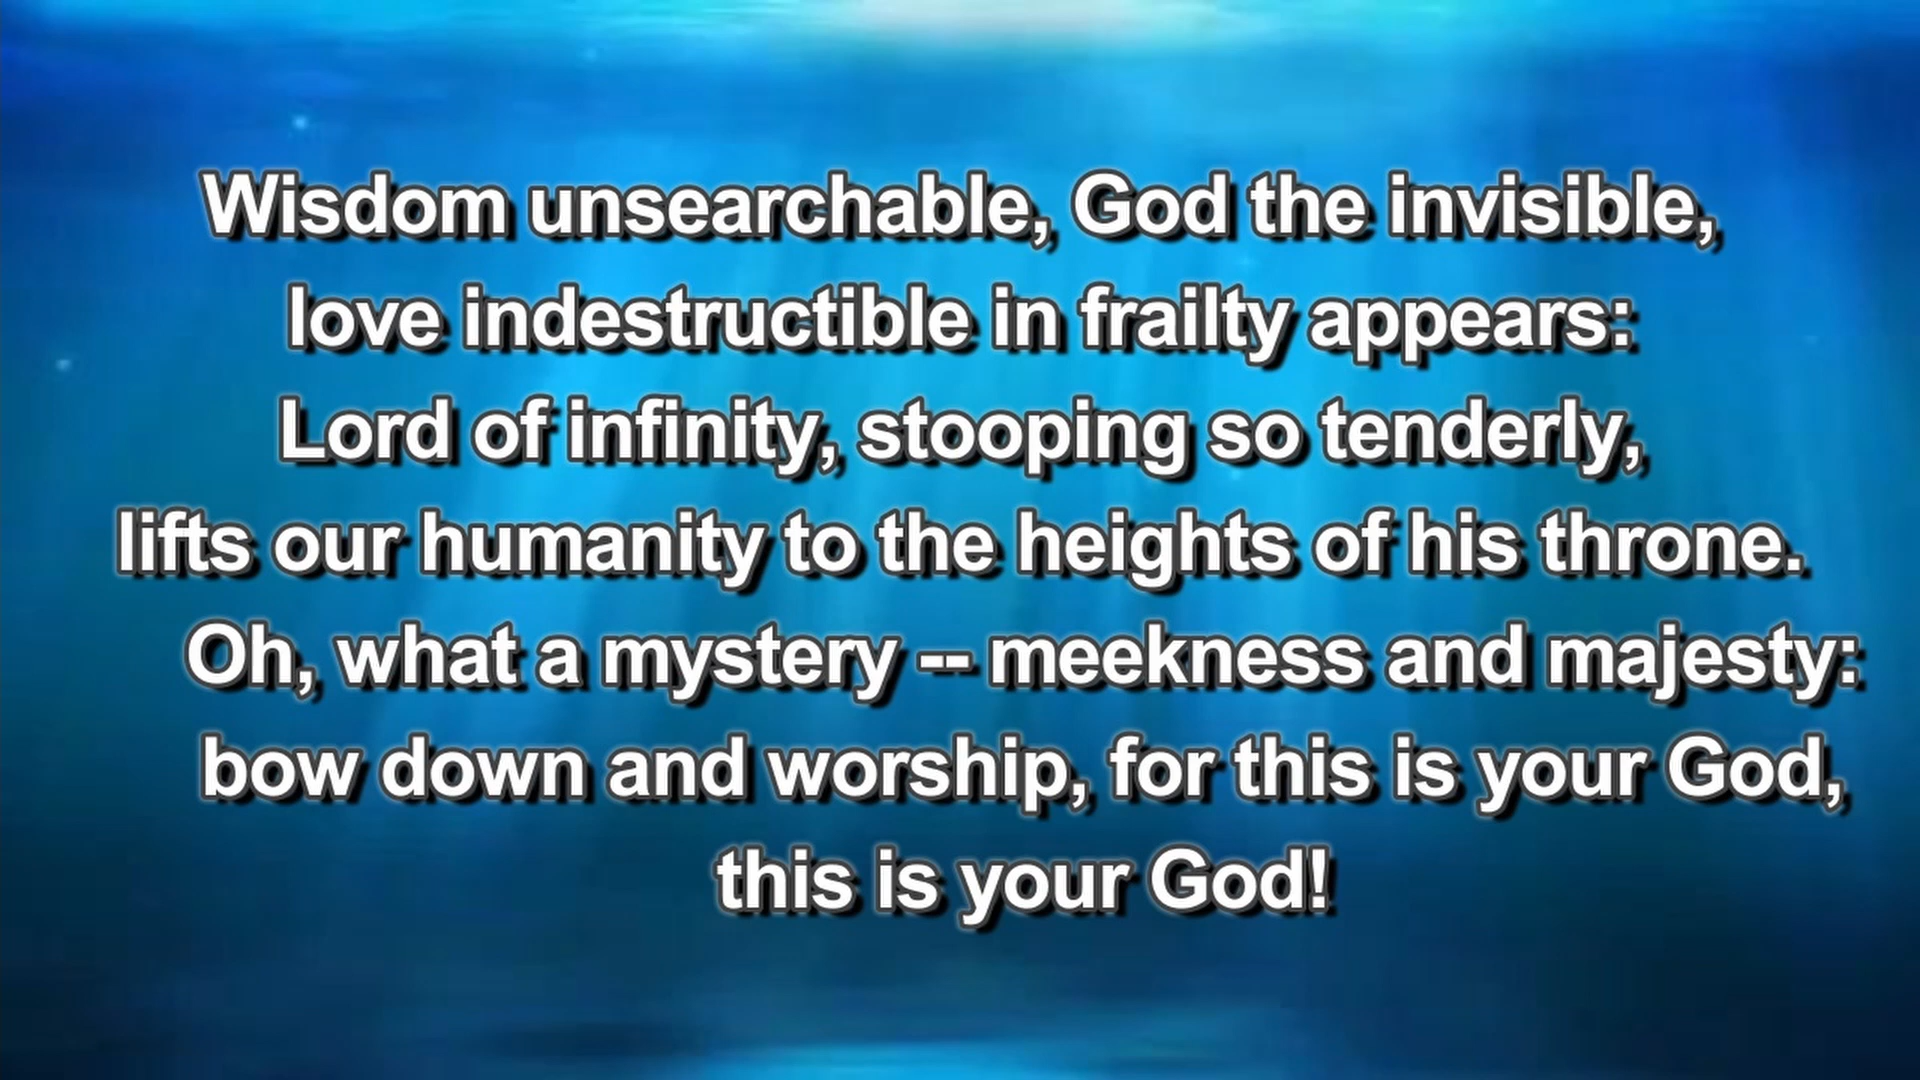 Wisdom unsearchable, God the invisible,
love indestructible in frailty appears:
Lord of infinity, stooping so tenderly,
lifts our humanity to the heights of his throne.
Oh, what a mystery -- meekness and majesty:
bow down and worship, for this is your God,
this is your God!